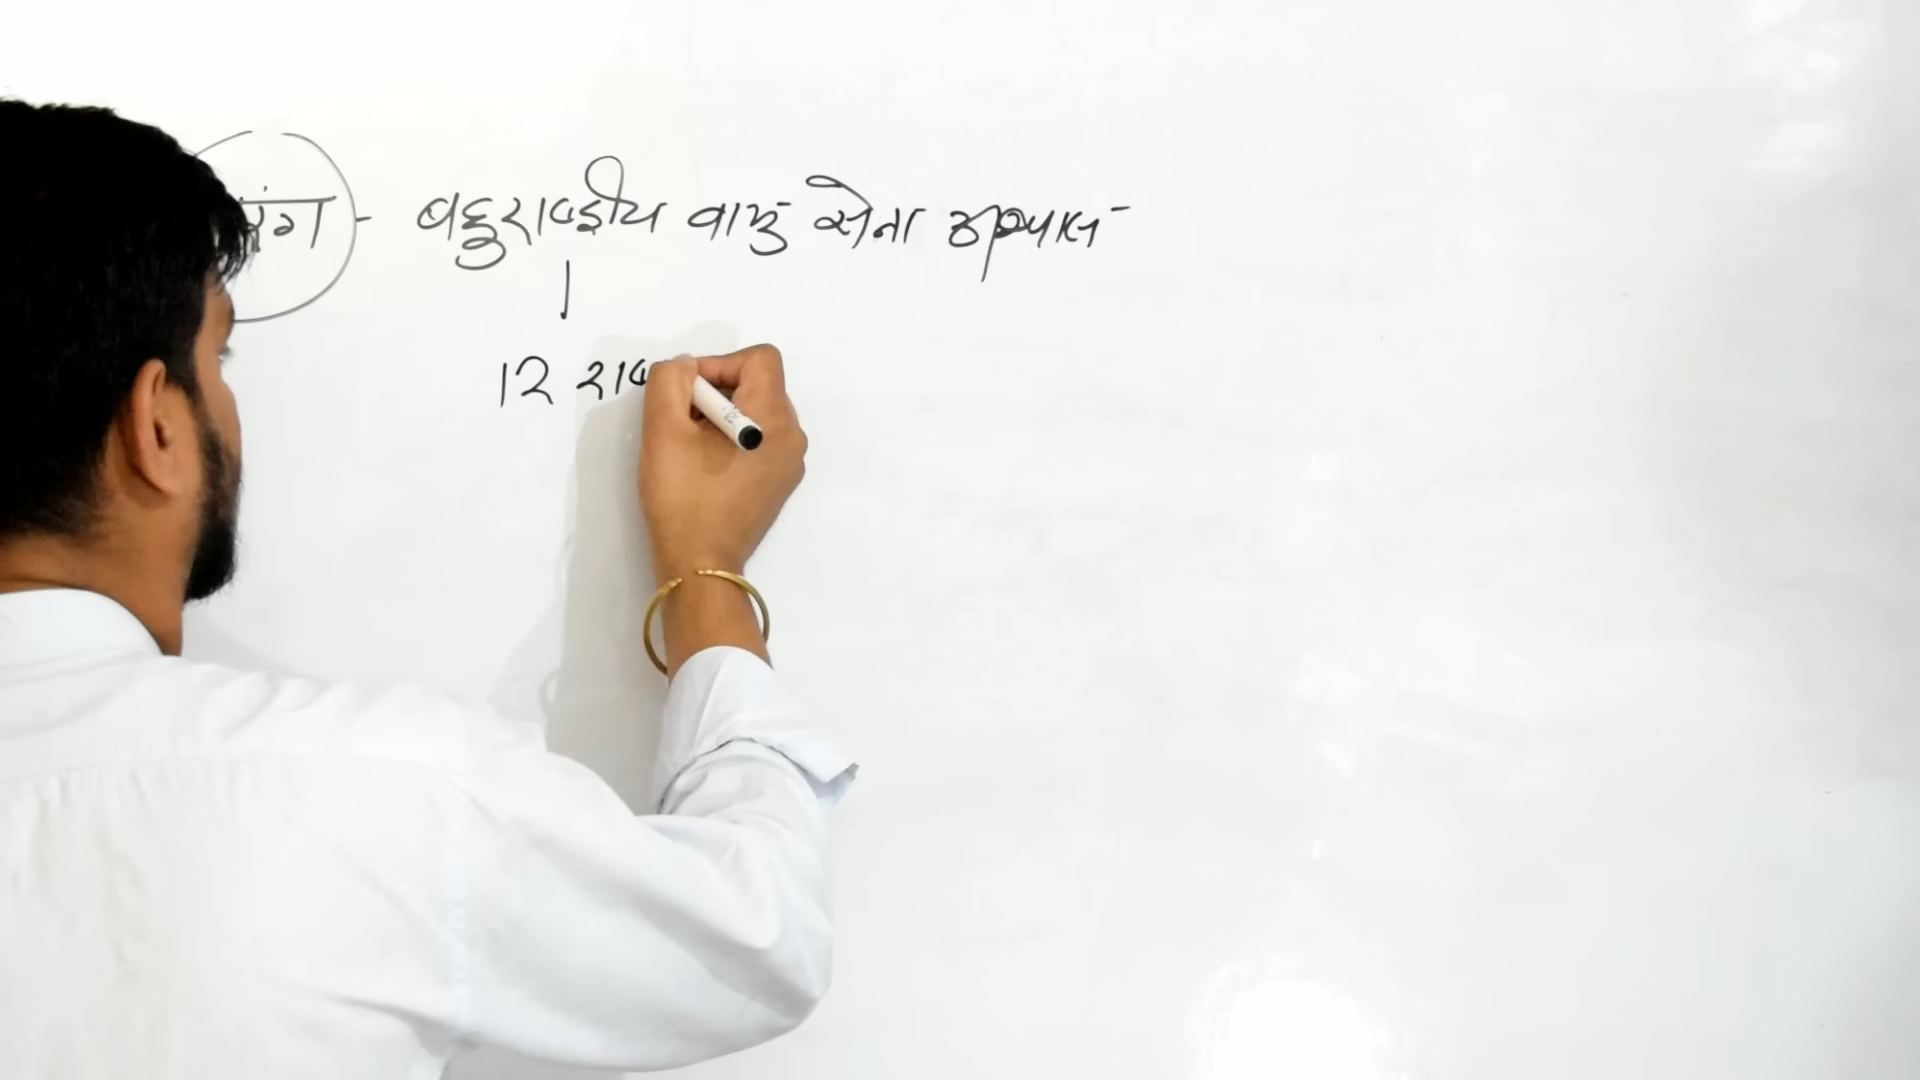 - बहुराष्ट्रीय वायु सेना अभ्यास -
12